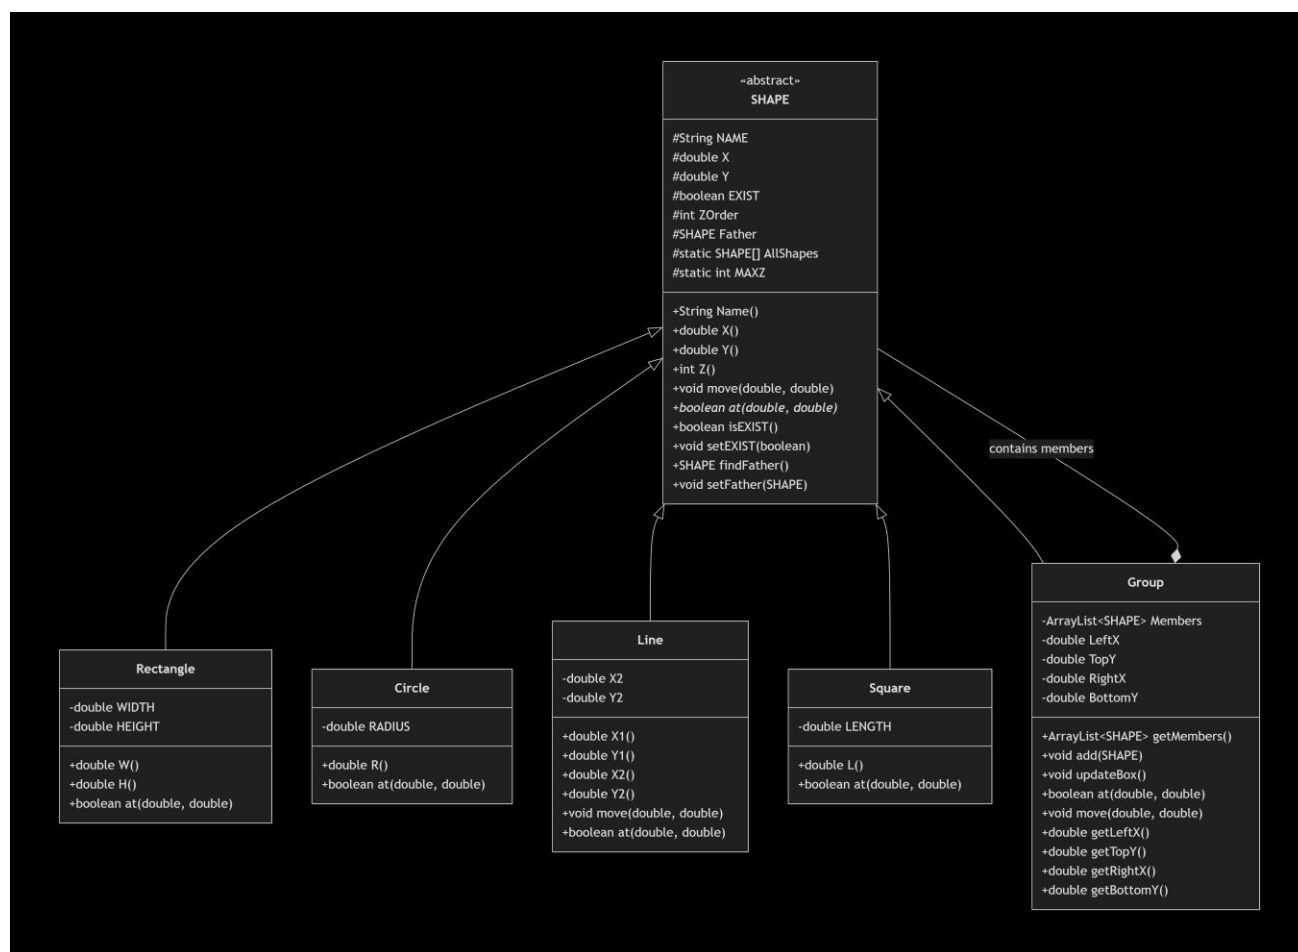 «abstract»
SHAPE
#String NAME
#double X
#double Y
#boolean EXIST
#int ZOrder
#SHAPE Father
#static SHAPE[] AllShapes
#static int MAXZ
+String Name()
+double X()
+double Y()
+int Z()
+void move(double, double)
+boolean at(double, double)
+boolean isEXIST()
+void setEXIST(boolean)
+SHAPE findFather()
+void setFather(SHAPE)
contains members
Rectangle
-double WIDTH
-double HEIGHT
+double W()
+double H()
+boolean at(double, double)
Circle
-double RADIUS
+double R()
+boolean at(double, double)
Line
-double X2
-double Y2
+double X1()
+double Y1()
+double X2()
+double Y2()
+void move(double, double)
+boolean at(double, double)
Square
-double LENGTH
+double L()
+boolean at(double, double)
Group
-ArrayList<SHAPE> Members
-double LeftX
-double TopY
-double RightX
-double BottomY
+ArrayList<SHAPE> getMembers()
+void add(SHAPE)
+void updateBox()
+boolean at(double, double)
+void move(double, double)
+double getLeftX()
+double getTopY()
+double getRightX()
+double getBottomY()